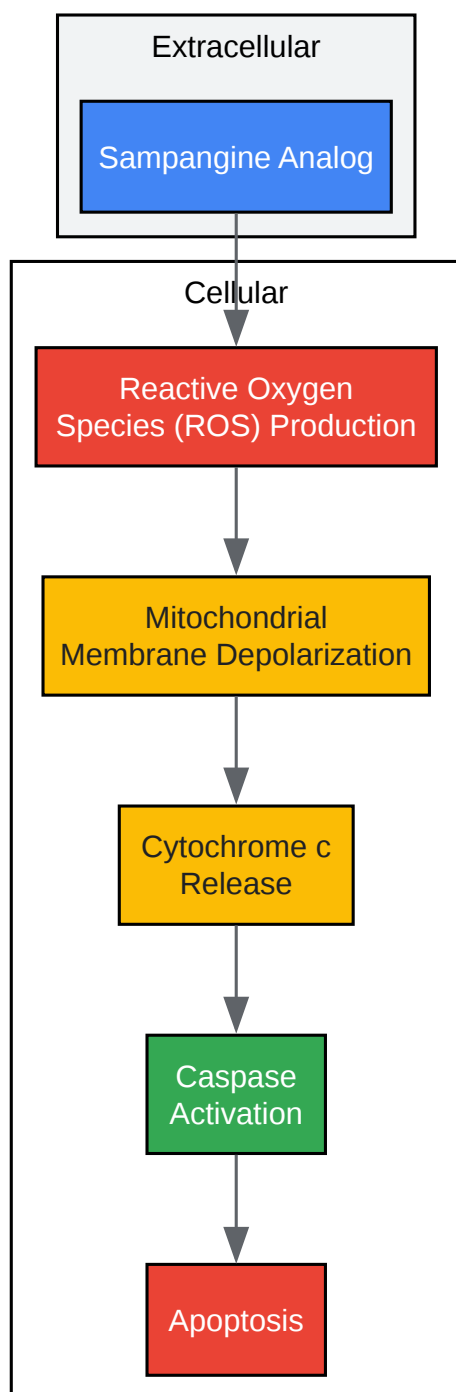 Extracellular
Sampangine Analog
Cellular
Reactive Oxygen
Species (ROS) Production
Mitochondrial
Membrane Depolarization
Cytochrome c
Release
Caspase
Activation
Apoptosis